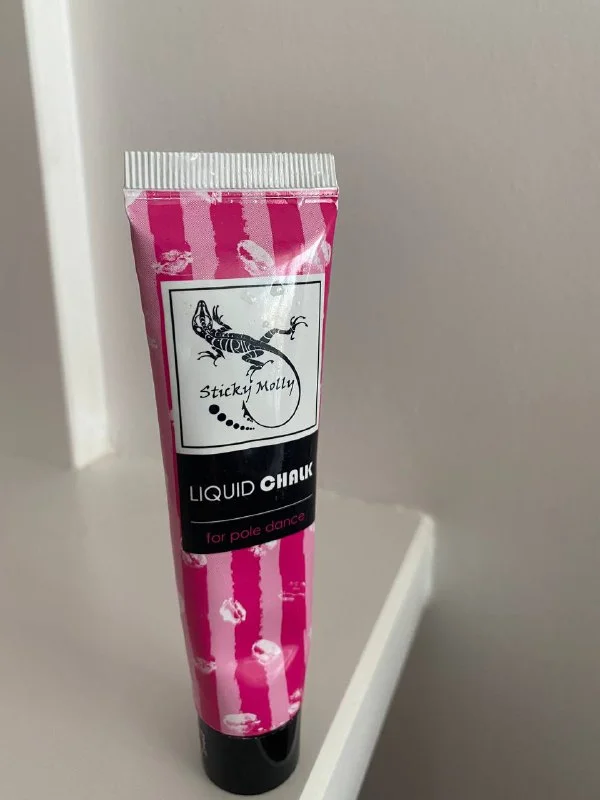 Sticky Molly
LIQUID CHALK
for pole dance